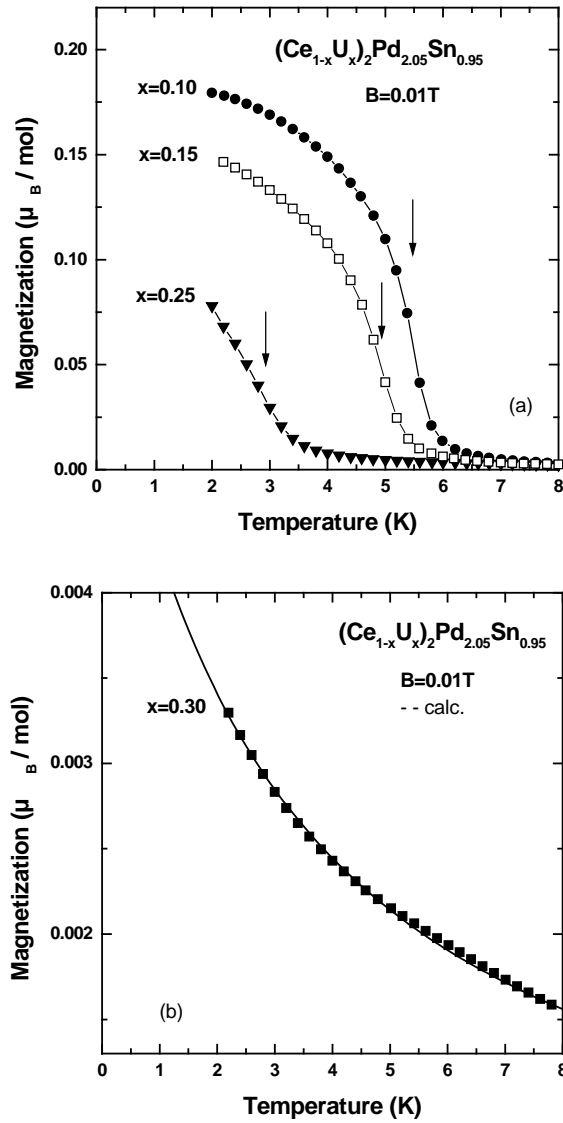 (Ce1-xUx)2Pd2.05Sn0.95
B=0.01T
x=0.10
x=0.15
x=0.25
(a)
0.20
0.15
0.10
0.05
0.00
Magnetization (μ B / mol)
0 1 2 3 4 5 6 7 8
Temperature (K)
(Ce1-xUx)2Pd2.05Sn0.95
B=0.01T
- - calc.
x=0.30
(b)
0.004
0.003
0.002
Magnetization (μ B / mol)
0 1 2 3 4 5 6 7 8
Temperature (K)